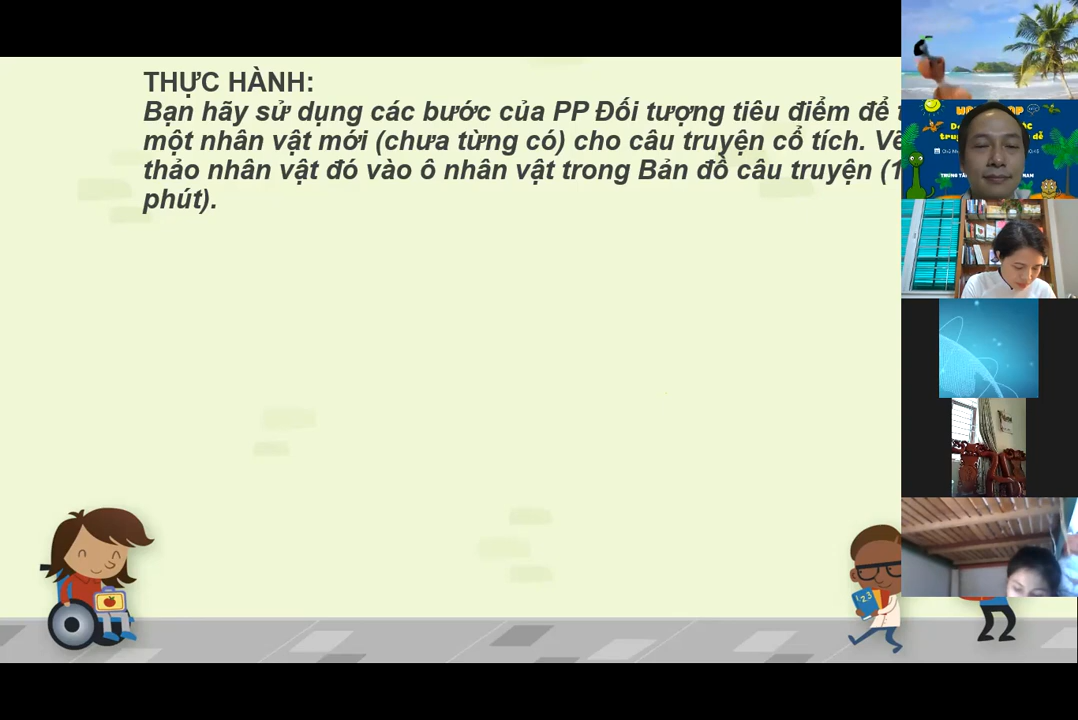 THỰC HÀNH:
Bạn hãy sử dụng các bước của PP Đối tượng tiêu điểm để
một nhân vật mới (chưa từng có) cho câu truyện cổ tích. Vẽ
thảo nhân vật đó vào ô nhân vật trong Bản đồ câu truyện (1
phút).
123